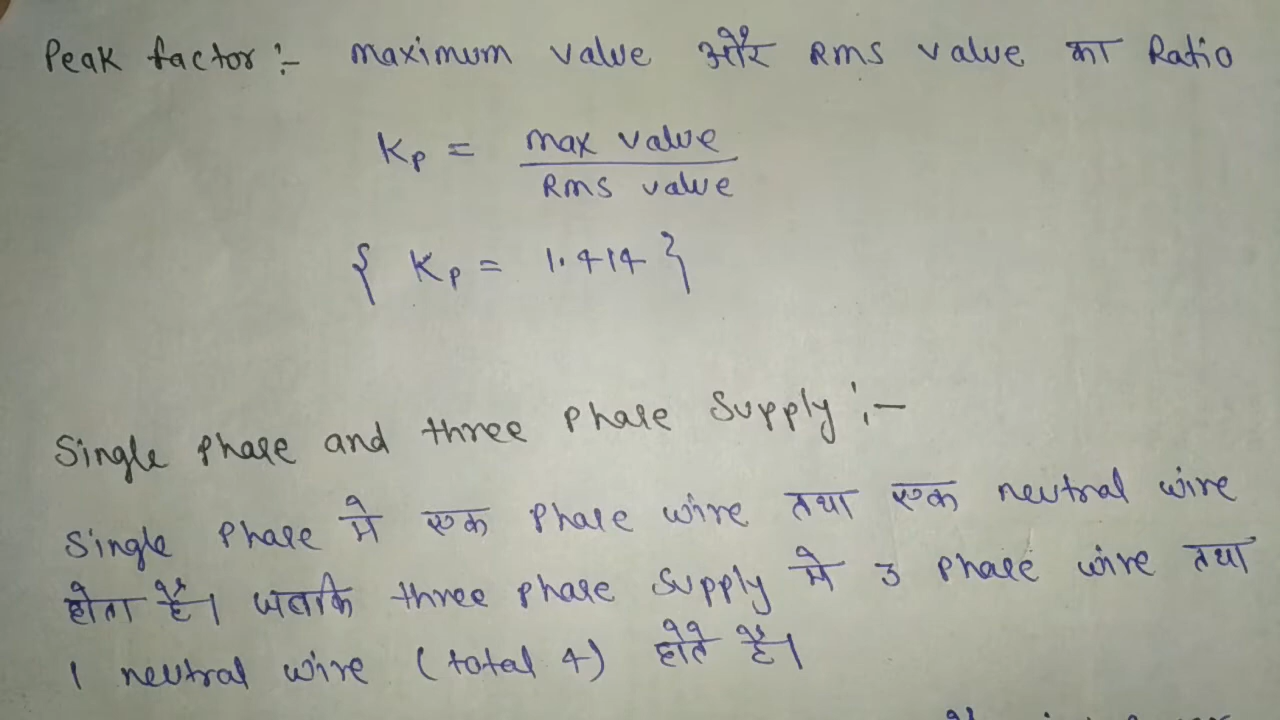 Peak factor :- maximum value और Rms value का Ratio
Kp = max value / Rms value
{ Kp = 1.414 }
Single phase and three phase supply :-
Single phase मे एक phase wire तथा एक neutral wire
होता है। जबकि three phase supply मे 3 phase wire तथा
1 neutral wire (total 4) होते है।